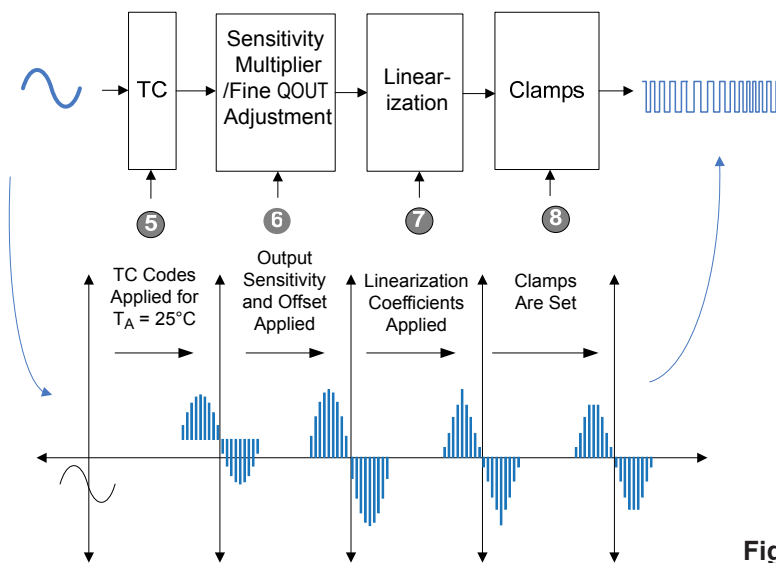 TC
Sensitivity
Multiplier
/Fine QOUT
Adjustment
Linear-
ization
Clamps
5
6
7
8
TC Codes
Applied for
TA = 25°C
Output
Sensitivity
and Offset
Applied
Linearization
Coefficients
Applied
Clamps
Are Set
Fig